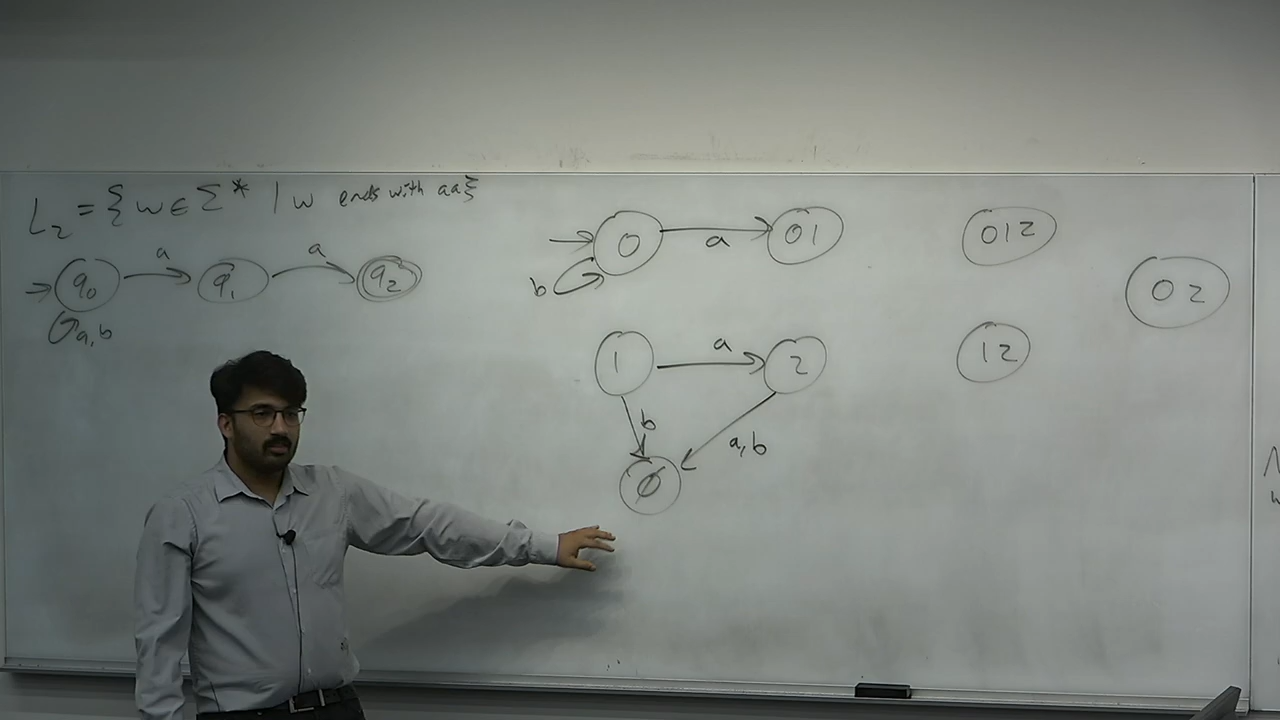 L₂ = { w ∈ Σ* | w ends with aa}
a a
q₀ q₁ q₂
a,b
0 a 01 012
b
02
1 a 2 12
b a,b
∅